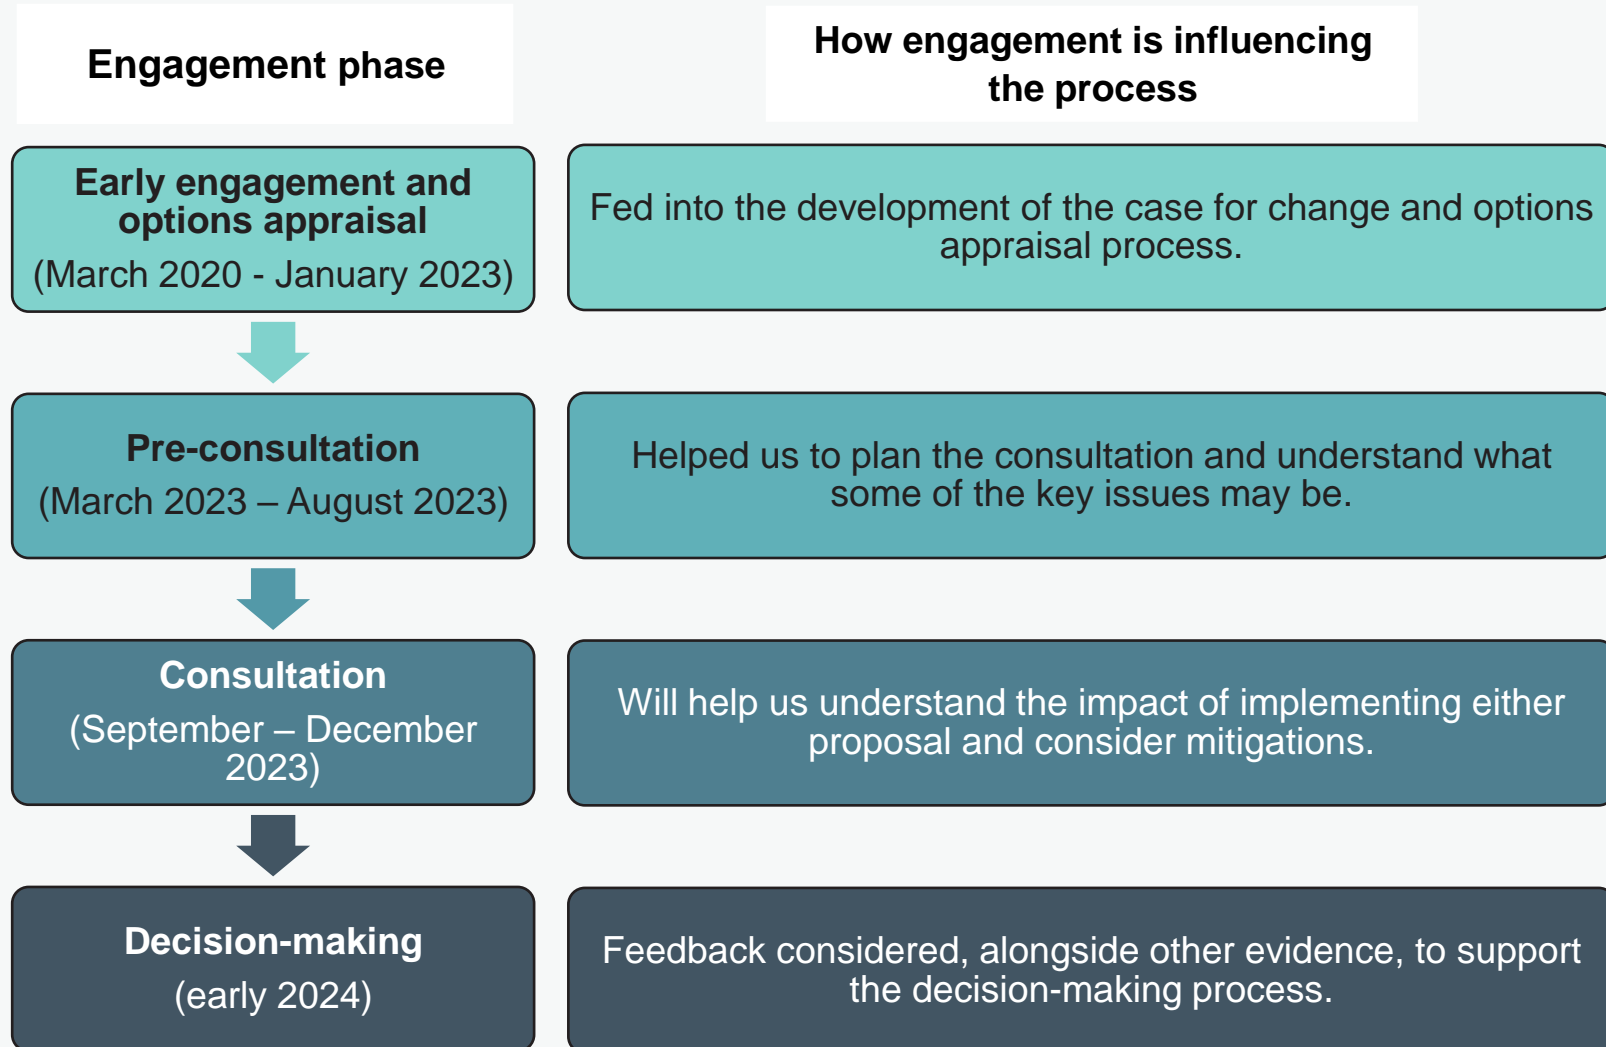 Engagement phase
How engagement is influencing
the process
Early engagement and
options appraisal
(March 2020 - January 2023)
Fed into the development of the case for change and options
appraisal process.
Pre-consultation
(March 2023 – August 2023)
Helped us to plan the consultation and understand what
some of the key issues may be.
Consultation
(September – December
2023)
Will help us understand the impact of implementing either
proposal and consider mitigations.
Decision-making
(early 2024)
Feedback considered, alongside other evidence, to support
the decision-making process.